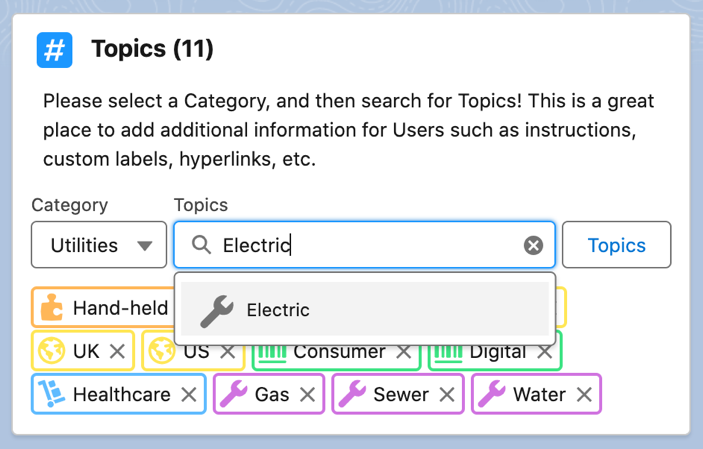 # Topics (11)
Please select a Category, and then search for Topics! This is a great
place to add additional information for Users such as instructions,
custom labels, hyperlinks, etc.
Category Topics
Utilities Electric Topics
Electric
Hand-held
UK US Consumer Digital
Healthcare Gas Sewer Water